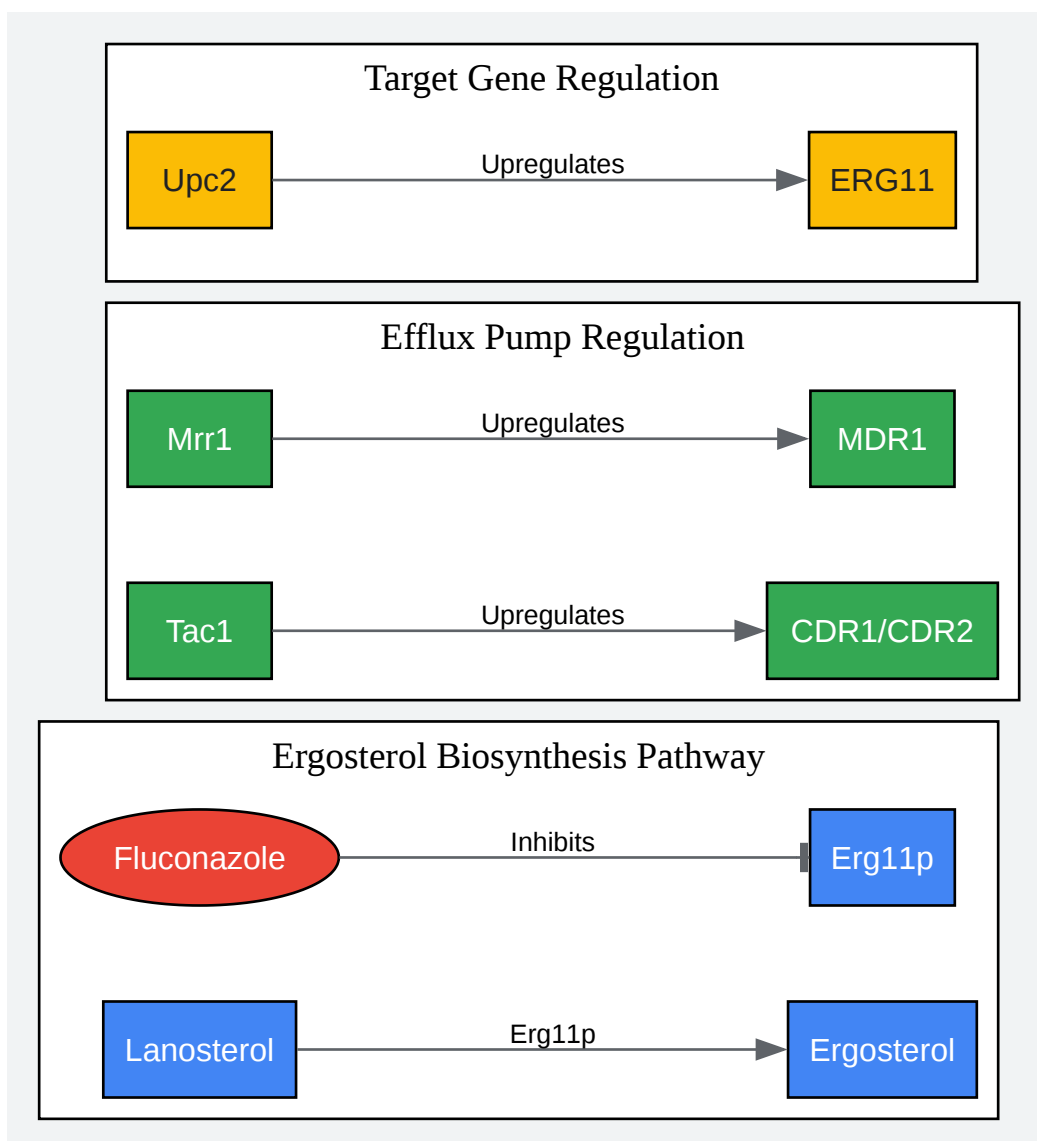 Target Gene Regulation
Upc2
Upregulates
ERG11
Efflux Pump Regulation
Mrr1
Upregulates
MDR1
Tac1
Upregulates
CDR1/CDR2
Ergosterol Biosynthesis Pathway
Fluconazole
Inhibits
Erg11p
Lanosterol
Erg11p
Ergosterol